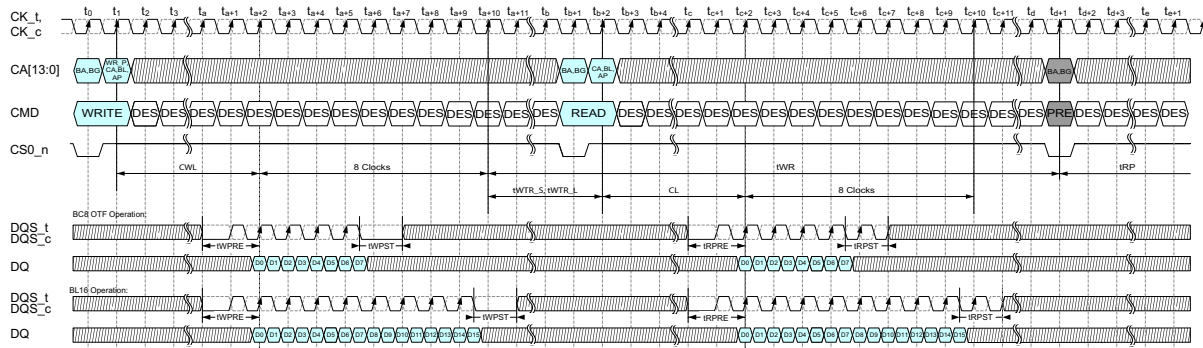 t0 t1 t2 t3 ta ta+1 ta+2 ta+3 ta+4 ta+5 ta+6 ta+7 ta+8 ta+9 ta+10 ta+11 tb tb+1 tb+2 tb+3 tb+4 tc tc+1 tc+2 tc+3 tc+4 tc+5 tc+6 tc+7 tc+8 tc+9 tc+10 tc+11 td td+1 td+2 td+3 te te+1
CK_t,
CK_c
CA[13:0] BA,BG WR_P, CA,BL, AP BA,BG CA,BL, AP BA,BG
CMD WRITE DES DES DES DES DES DES DES DES DES DES DES DES DES DES DES READ DES DES DES DES DES DES DES DES DES DES DES DES DES DES DES PRE DES DES DES DES
CS0_n
CWL 8 Clocks tWR tRP
tWTR_S, tWTR_L CL 8 Clocks
BC8 OTF Operation:
DQS_t
DQS_c
tWPRE tWPST tRPRE tRPST
DQ D0 D1 D2 D3 D4 D5 D6 D7 D0 D1 D2 D3 D4 D5 D6 D7
BL16 Operation:
DQS_t
DQS_c
tWPRE tWPST tRPRE tRPST
DQ D0 D1 D2 D3 D4 D5 D6 D7 D8 D9 D10 D11 D12 D13 D14 D15 D0 D1 D2 D3 D4 D5 D6 D7 D8 D9 D10 D11 D12 D13 D14 D15